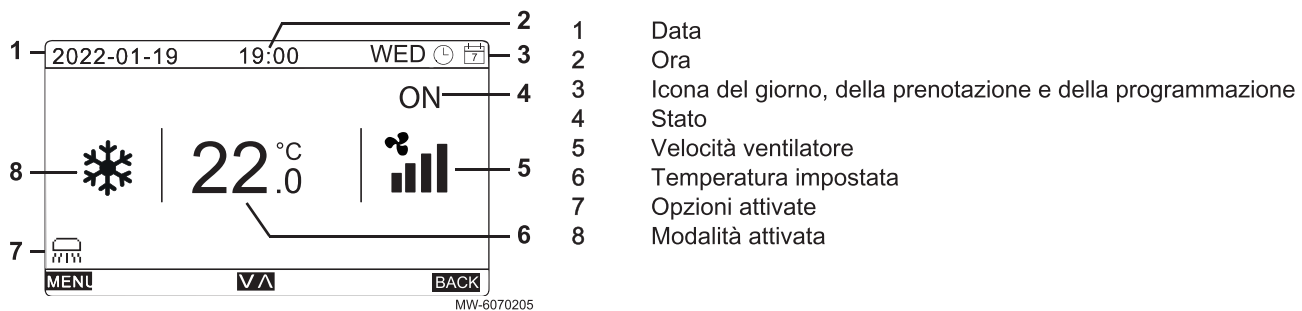 2
1 2022-01-19 19:00 WED 7 3
ON 4
8 22.0 °C 5
6
7
MENU BACK
MW-6070205
1 Data
2 Ora
3 Icona del giorno, della prenotazione e della programmazione
4 Stato
5 Velocità ventilatore
6 Temperatura impostata
7 Opzioni attivate
8 Modalità attivata